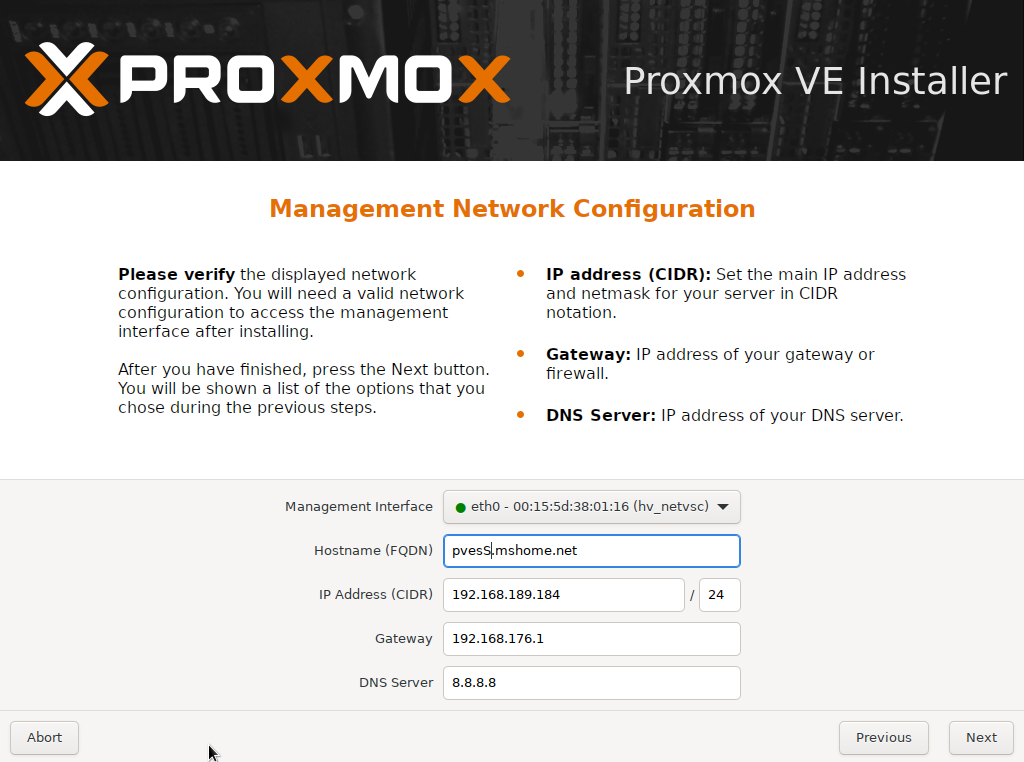 PROXMOX
Proxmox VE Installer
Management Network Configuration
Please verify the displayed network
configuration. You will need a valid network
configuration to access the management
interface after installing.
After you have finished, press the Next button.
You will be shown a list of the options that you
chose during the previous steps.
IP address (CIDR): Set the main IP address
and netmask for your server in CIDR
notation.
Gateway: IP address of your gateway or
firewall.
DNS Server: IP address of your DNS server.
Management Interface
eth0 - 00:15:5d:38:01:16 (hv_netvsc)
Hostname (FQDN)
pvesS.mshome.net
IP Address (CIDR)
192.168.189.184 / 24
Gateway
192.168.176.1
DNS Server
8.8.8.8
Abort
Previous
Next